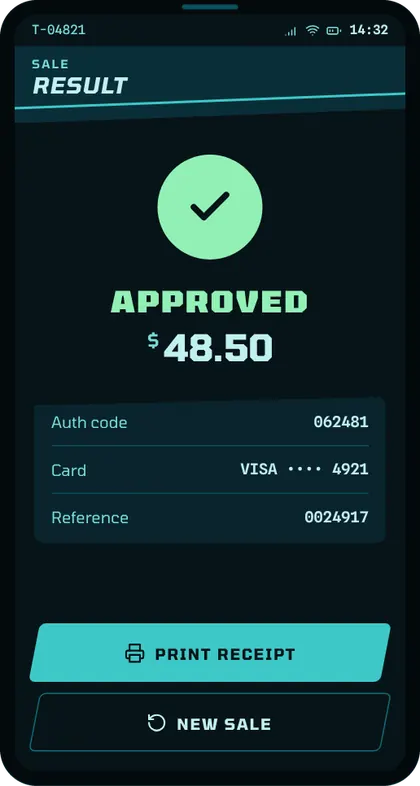 T-04821 14:32
SALE
RESULT
APPROVED
$48.50
Auth code 062481
Card VISA •••• 4921
Reference 0024917
PRINT RECEIPT
NEW SALE